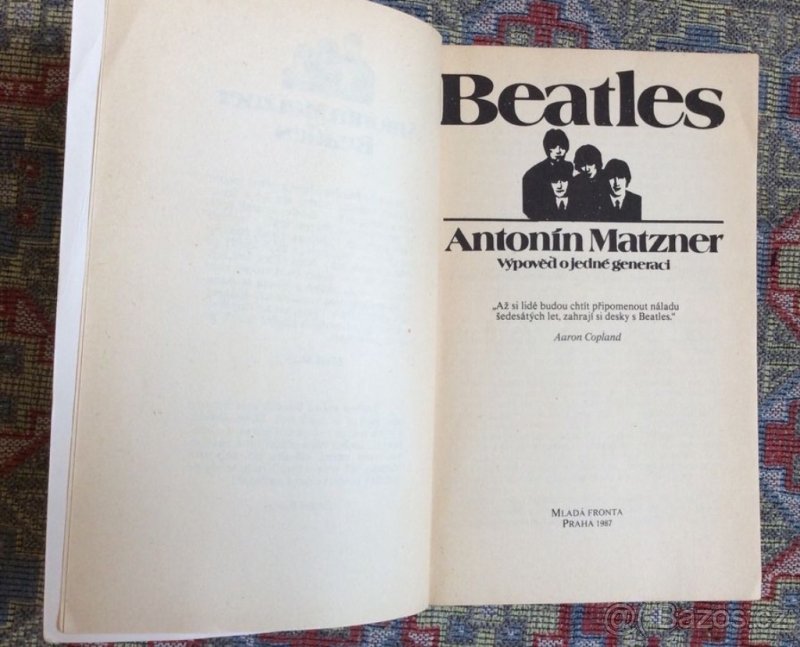 Beatles
Antonín Matzner
Výpověď o jedné generaci
„Až si lidé budou chtít připomenout náladu
šedesátých let, zahrají si desky s Beatles.“
Aaron Copland
MLADÁ FRONTA
PRAHA 1987
@ Bazos.cz